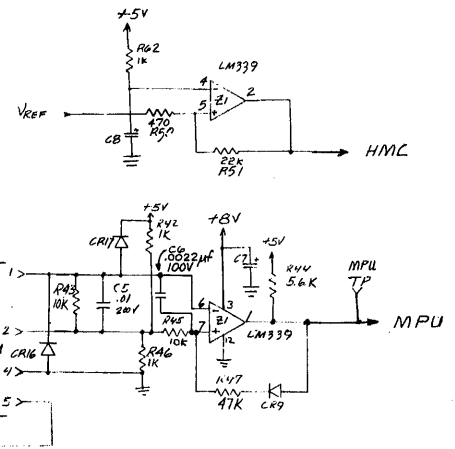 +5V
R62
1K
LM339
4
Z1
2
VREF
5
470
R50
C8
+
22K
R51
HMC
+5V
+8V
CR17
R42
1K
C6
.0022µf
100V
C7
+
+5V
R44
5.6K
MPU
TP
1
R43
10K
C5
.01
200V
6
3
Z1
1
MPU
2
R45
10K
7
12
LM339
CR16
R46
1K
4
R47
47K
CR9
5